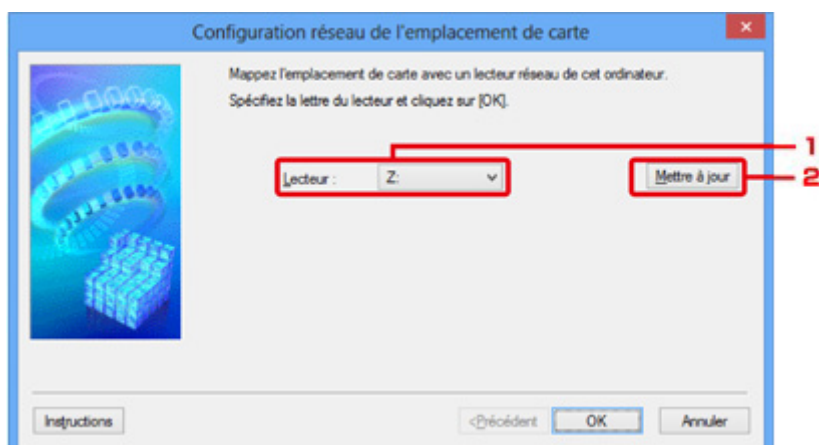 Configuration réseau de l'emplacement de carte
Mappez l'emplacement de carte avec un lecteur réseau de cet ordinateur.
Spécifiez la lettre du lecteur et cliquez sur [OK].
1
Lecteur : Z: Mettre à jour 2
Instructions <Précédent OK Annuler